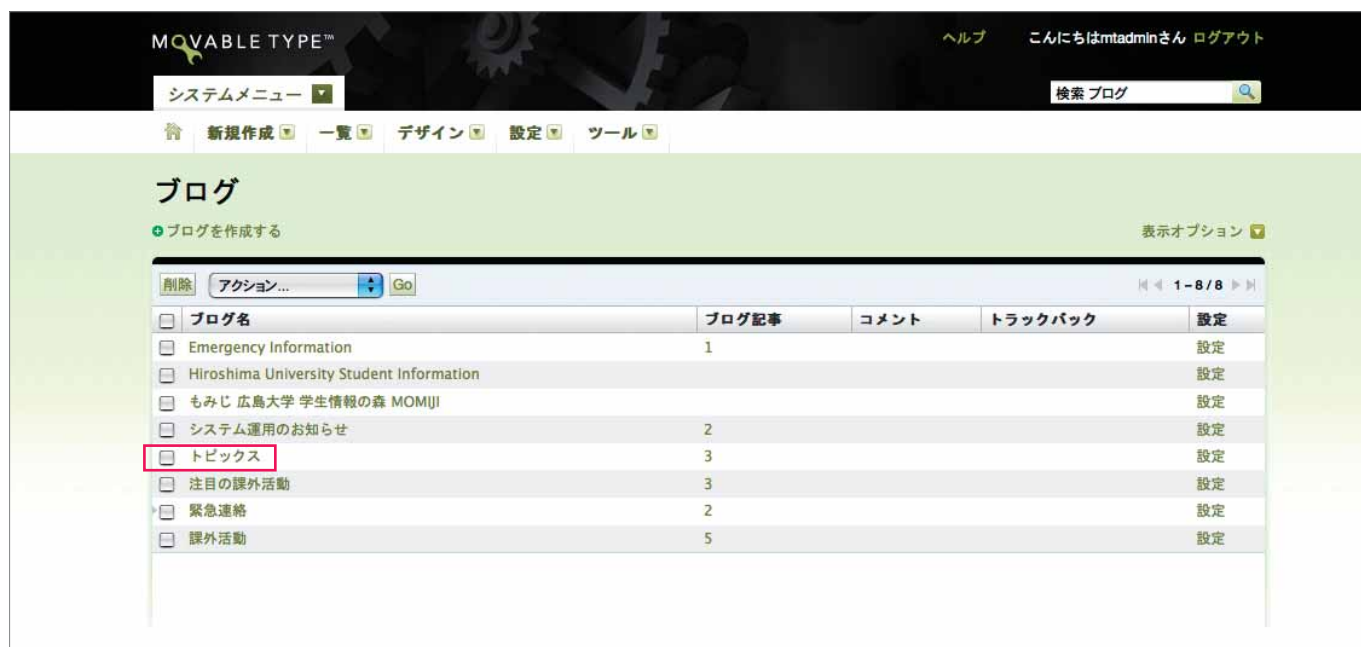 MOVABLE TYPE™
ヘルプ こんにちはmtadminさん ログアウト
システムメニュー 検索 ブログ
新規作成 一覧 デザイン 設定 ツール
ブログ
ブログを作成する 表示オプション
削除 アクション... Go 1-8/8
ブログ名 ブログ記事 コメント トラックバック 設定
Emergency Information 1 設定
Hiroshima University Student Information 設定
もみじ 広島大学 学生情報の森 MOMIJI 設定
システム運用のお知らせ 2 設定
トピックス 3 設定
注目の課外活動 3 設定
緊急連絡 2 設定
課外活動 5 設定